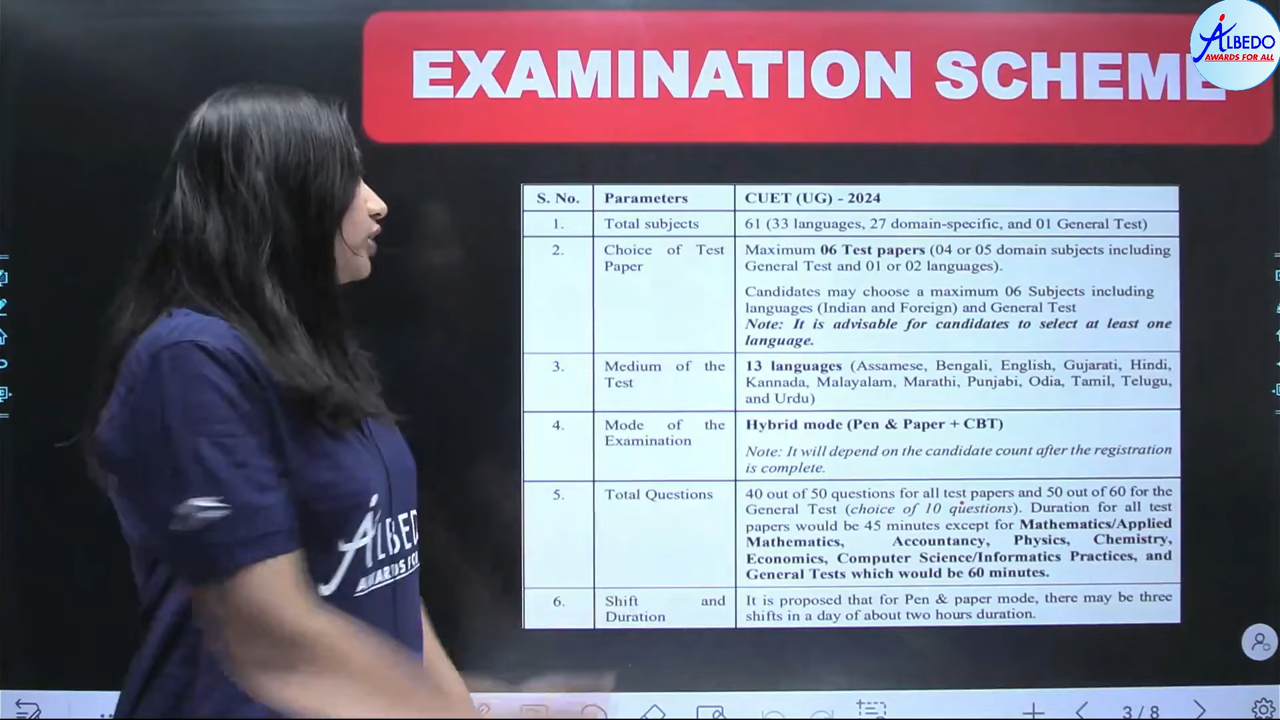 EXAMINATION SCHEME
ALBEDO
AWARDS FOR ALL
S. No. Parameters CUET (UG) - 2024
1. Total subjects 61 (33 languages, 27 domain-specific, and 01 General Test)
2. Choice of Test Maximum 06 Test papers (04 or 05 domain subjects including
Paper General Test and 01 or 02 languages).
Candidates may choose a maximum 06 Subjects including
languages (Indian and Foreign) and General Test
Note: It is advisable for candidates to select at least one
language.
3. Medium of the 13 languages (Assamese, Bengali, English, Gujarati, Hindi,
Test Kannada, Malayalam, Marathi, Punjabi, Odia, Tamil, Telugu,
and Urdu)
4. Mode of the Hybrid mode (Pen & Paper + CBT)
Examination
Note: It will depend on the candidate count after the registration
is complete.
5. Total Questions 40 out of 50 questions for all test papers and 50 out of 60 for the
General Test (choice of 10 questions). Duration for all test
papers would be 45 minutes except for Mathematics/Applied
Mathematics, Accountancy, Physics, Chemistry,
Economics, Computer Science/Informatics Practices, and
General Tests which would be 60 minutes.
6. Shift and It is proposed that for Pen & paper mode, there may be three
Duration shifts in a day of about two hours duration.
ALBED
AWARDS FO
3 / 8